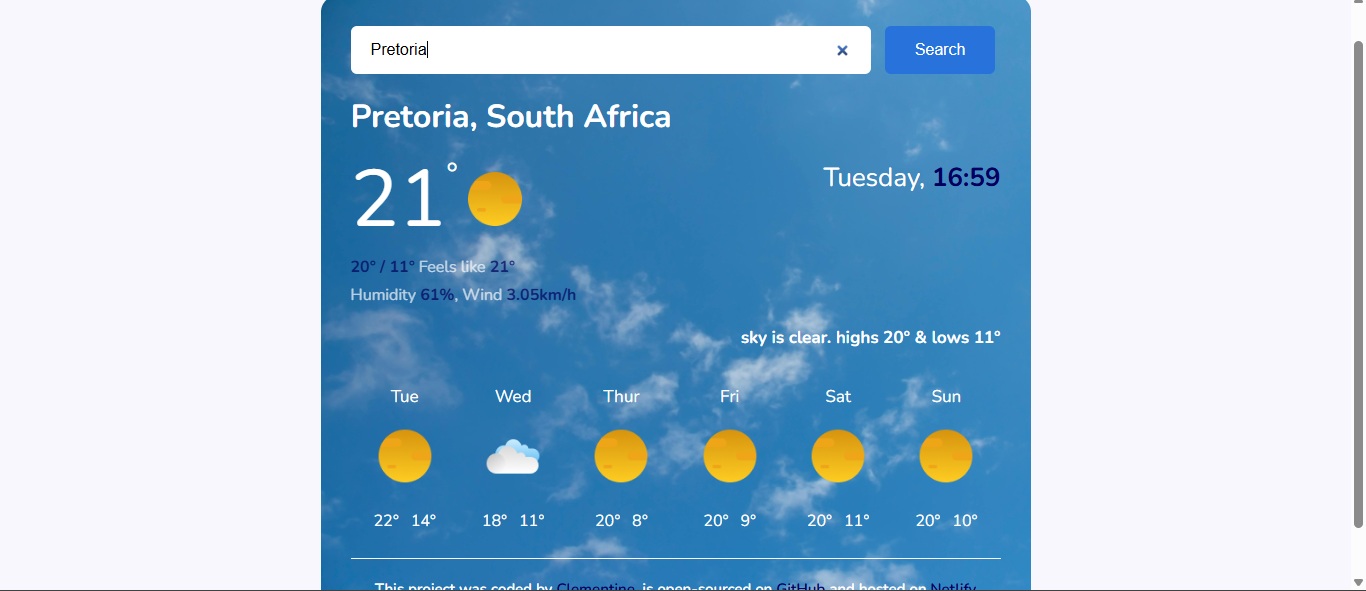 Pretoria
Search
Pretoria, South Africa
21°
Tuesday, 16:59
20° / 11° Feels like 21°
Humidity 61%, Wind 3.05km/h
sky is clear. highs 20° & lows 11°
Tue Wed Thur Fri Sat Sun
22° 14° 18° 11° 20° 8° 20° 9° 20° 11° 20° 10°
This project was coded by Clementine, is open-sourced on GitHub and hosted on Netlify